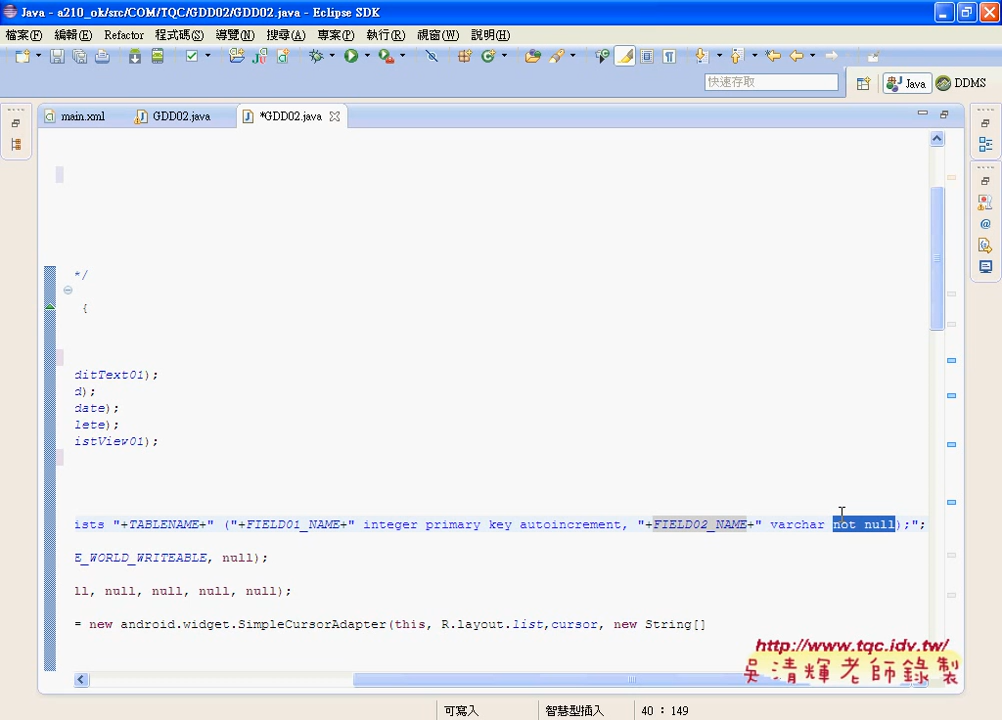 Java - a210_ok/src/COM/TQC/GDD02/GDD02.java - Eclipse SDK
檔案(F) 編輯(E) Refactor 程式碼(S) 導覽(N) 搜尋(A) 專案(P) 執行(R) 視窗(W) 說明(H)
快速存取 Java DDMS
main.xml GDD02.java *GDD02.java
*/
{
ditText01);
d);
date);
lete);
istView01);
ists "+TABLENAME+" ("+FIELD01_NAME+" integer primary key autoincrement, "+FIELD02_NAME+" varchar not null);";
E_WORLD_WRITEABLE, null);
ll, null, null, null, null);
= new android.widget.SimpleCursorAdapter(this, R.layout.list,cursor, new String[]
http://www.tqc.idv.tw/
吳清輝老師錄製
可寫入 智慧型插入 40 : 149